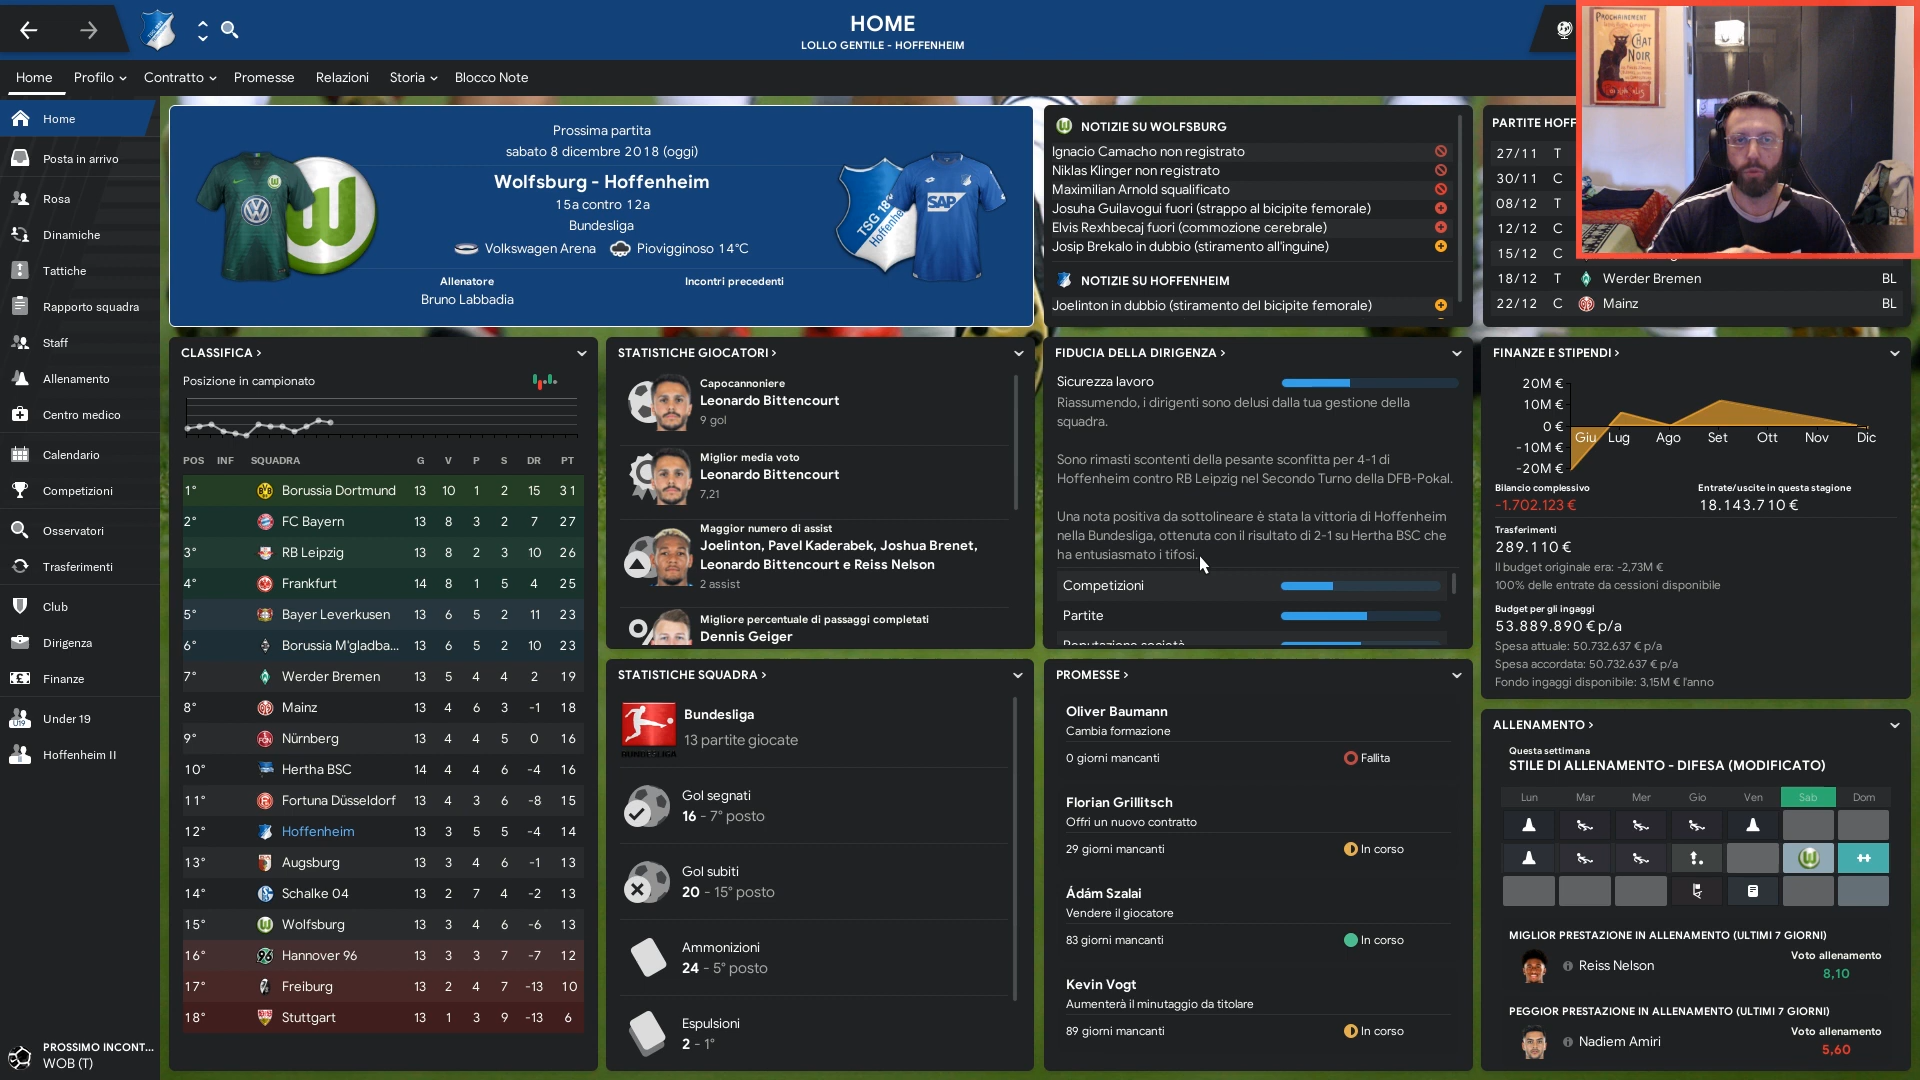 HOME
LOLLO GENTILE - HOFFENHEIM
PROCHAINEMENT
CHAT
NOIR
Home
Profilo
Contratto
Promesse
Relazioni
Storia
Blocco Note
Home
Posta in arrivo
Rosa
Dinamiche
Tattiche
Rapporto squadra
Staff
Allenamento
Centro medico
Calendario
Competizioni
Osservatori
Trasferimenti
Club
Dirigenza
Finanze
Under 19
Hoffenheim II
PROSSIMO INCONT...
WOB (T)
Prossima partita
sabato 8 dicembre 2018 (oggi)
Wolfsburg - Hoffenheim
15a contro 12a
Bundesliga
Volkswagen Arena Piovigginoso 14°C
Allenatore Incontri precedenti
Bruno Labbadia
SAP
NOTIZIE SU WOLFSBURG
Ignacio Camacho non registrato
Niklas Klinger non registrato
Maximilian Arnold squalificato
Josuha Guilavogui fuori (strappo al bicipite femorale)
Elvis Rexhbecaj fuori (commozione cerebrale)
Josip Brekalo in dubbio (stiramento all'inguine)
NOTIZIE SU HOFFENHEIM
Joelinton in dubbio (stiramento del bicipite femorale)
PARTITE HOFF
27/11 T
30/11 C
08/12 T
12/12 C
15/12 C
18/12 T Werder Bremen BL
22/12 C Mainz BL
CLASSIFICA >
Posizione in campionato
POS INF SQUADRA G V P S DR PT
1° Borussia Dortmund 13 10 1 2 15 31
2° FC Bayern 13 8 3 2 7 27
3° RB Leipzig 13 8 2 3 10 26
4° Frankfurt 14 8 1 5 4 25
5° Bayer Leverkusen 13 6 5 2 11 23
6° Borussia M'gladba... 13 6 5 2 10 23
7° Werder Bremen 13 5 4 4 2 19
8° Mainz 13 4 6 3 -1 18
9° Nürnberg 13 4 4 5 0 16
10° Hertha BSC 14 4 4 6 -4 16
11° Fortuna Düsseldorf 13 4 3 6 -8 15
12° Hoffenheim 13 3 5 5 -4 14
13° Augsburg 13 3 4 6 -1 13
14° Schalke 04 13 2 7 4 -2 13
15° Wolfsburg 13 3 4 6 -6 13
16° Hannover 96 13 3 3 7 -7 12
17° Freiburg 13 2 4 7 -13 10
18° Stuttgart 13 1 3 9 -13 6
STATISTICHE GIOCATORI >
Capocannoniere
Leonardo Bittencourt
9 gol
Miglior media voto
Leonardo Bittencourt
7,21
Maggior numero di assist
Joelinton, Pavel Kaderabek, Joshua Brenet,
Leonardo Bittencourt e Reiss Nelson
2 assist
Migliore percentuale di passaggi completati
Dennis Geiger
STATISTICHE SQUADRA >
Bundesliga
13 partite giocate
Gol segnati
16 - 7° posto
Gol subiti
20 - 15° posto
Ammonizioni
24 - 5° posto
Espulsioni
2 - 1°
FIDUCIA DELLA DIRIGENZA >
Sicurezza lavoro
Riassumendo, i dirigenti sono delusi dalla tua gestione della
squadra.
Sono rimasti scontenti della pesante sconfitta per 4-1 di
Hoffenheim contro RB Leipzig nel Secondo Turno della DFB-Pokal.
Una nota positiva da sottolineare è stata la vittoria di Hoffenheim
nella Bundesliga, ottenuta con il risultato di 2-1 su Hertha BSC che
ha entusiasmato i tifosi.
Competizioni
Partite
Reputazione società
PROMESSE >
Oliver Baumann
Cambia formazione
0 giorni mancanti Fallita
Florian Grillitsch
Offri un nuovo contratto
29 giorni mancanti In corso
Ádám Szalai
Vendere il giocatore
83 giorni mancanti In corso
Kevin Vogt
Aumenterà il minutaggio da titolare
89 giorni mancanti In corso
FINANZE E STIPENDI >
20M €
10M €
0 €
-10M €
-20M €
Giu Lug Ago Set Ott Nov Dic
Bilancio complessivo Entrate/uscite in questa stagione
-1.702.123 € 18.143.710 €
Trasferimenti
289.110 €
Il budget originale era: -2,73M €
100% delle entrate da cessioni disponibile
Budget per gli ingaggi
53.889.890 € p/a
Spesa attuale: 50.732.637 € p/a
Spesa accordata: 50.732.637 € p/a
Fondo ingaggi disponibile: 3,15M € l'anno
ALLENAMENTO >
Questa settimana
STILE DI ALLENAMENTO - DIFESA (MODIFICATO)
Lun Mar Mer Gio Ven Sab Dom
MIGLIOR PRESTAZIONE IN ALLENAMENTO (ULTIMI 7 GIORNI)
Reiss Nelson Voto allenamento
8,10
PEGGIOR PRESTAZIONE IN ALLENAMENTO (ULTIMI 7 GIORNI)
Nadiem Amiri Voto allenamento
5,60